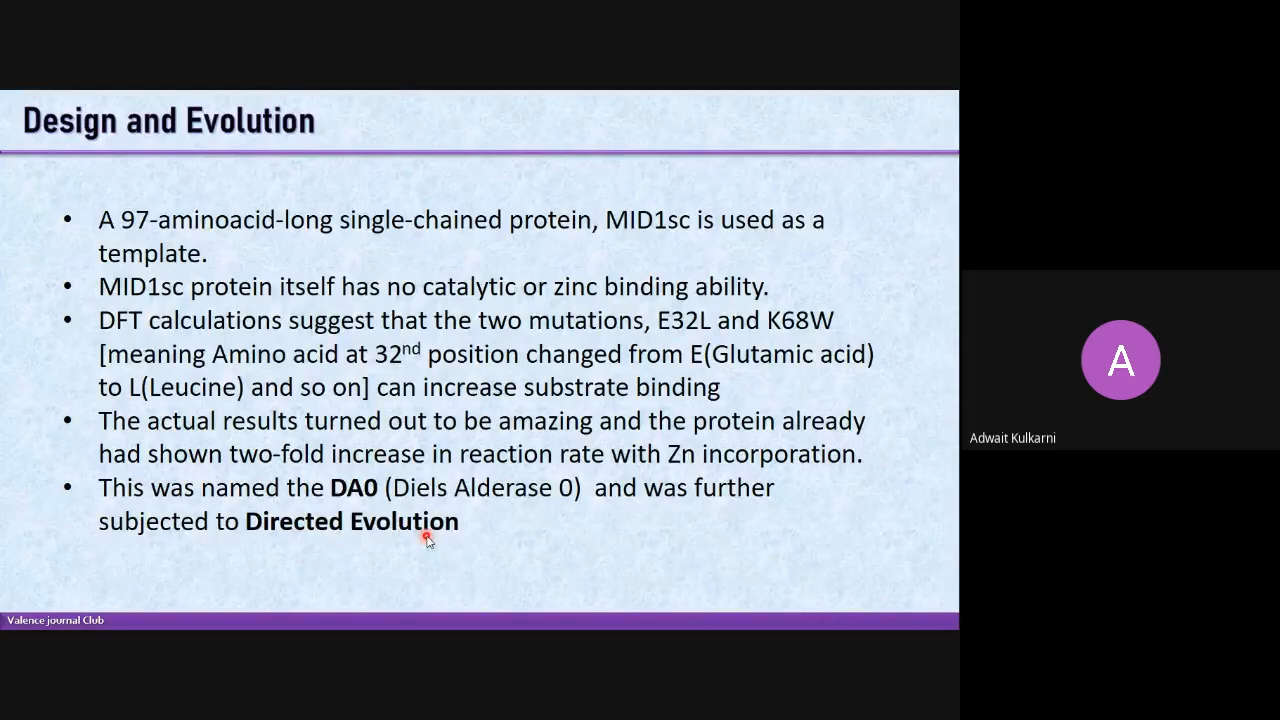 Design and Evolution
• A 97-aminoacid-long single-chained protein, MID1sc is used as a
template.
• MID1sc protein itself has no catalytic or zinc binding ability.
• DFT calculations suggest that the two mutations, E32L and K68W
[meaning Amino acid at 32nd position changed from E(Glutamic acid)
to L(Leucine) and so on] can increase substrate binding
• The actual results turned out to be amazing and the protein already
had shown two-fold increase in reaction rate with Zn incorporation.
• This was named the DA0 (Diels Alderase 0) and was further
subjected to Directed Evolution
Valence journal Club
A
Adwait Kulkarni